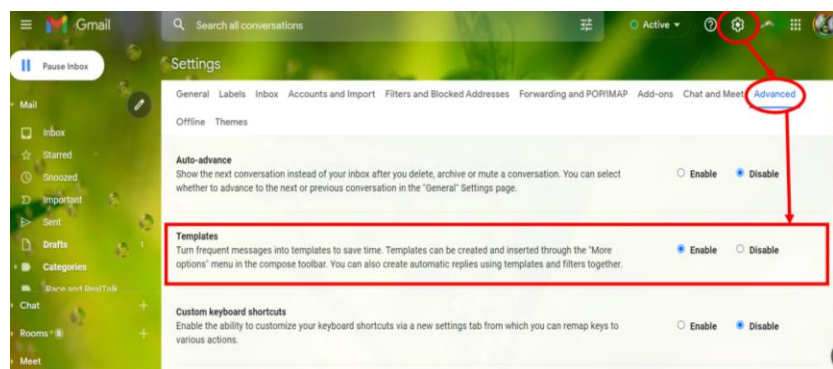 Gmail
Search all conversations
Active
Pause Inbox
Settings
General Labels Inbox Accounts and Import Filters and Blocked Addresses Forwarding and POP/IMAP Add-ons Chat and Meet Advanced
Offline Themes
Mail
Inbox
Starred
Snoozed
Important
Sent
Drafts 1
Categories
Race and RealTalk
Chat
Rooms
Meet
Auto-advance
Show the next conversation instead of your inbox after you delete, archive or mute a conversation. You can select
whether to advance to the next or previous conversation in the "General" Settings page.
Enable Disable
Templates
Turn frequent messages into templates to save time. Templates can be created and inserted through the "More
options" menu in the compose toolbar. You can also create automatic replies using templates and filters together.
Enable Disable
Custom keyboard shortcuts
Enable the ability to customize your keyboard shortcuts via a new settings tab from which you can remap keys to
various actions.
Enable Disable